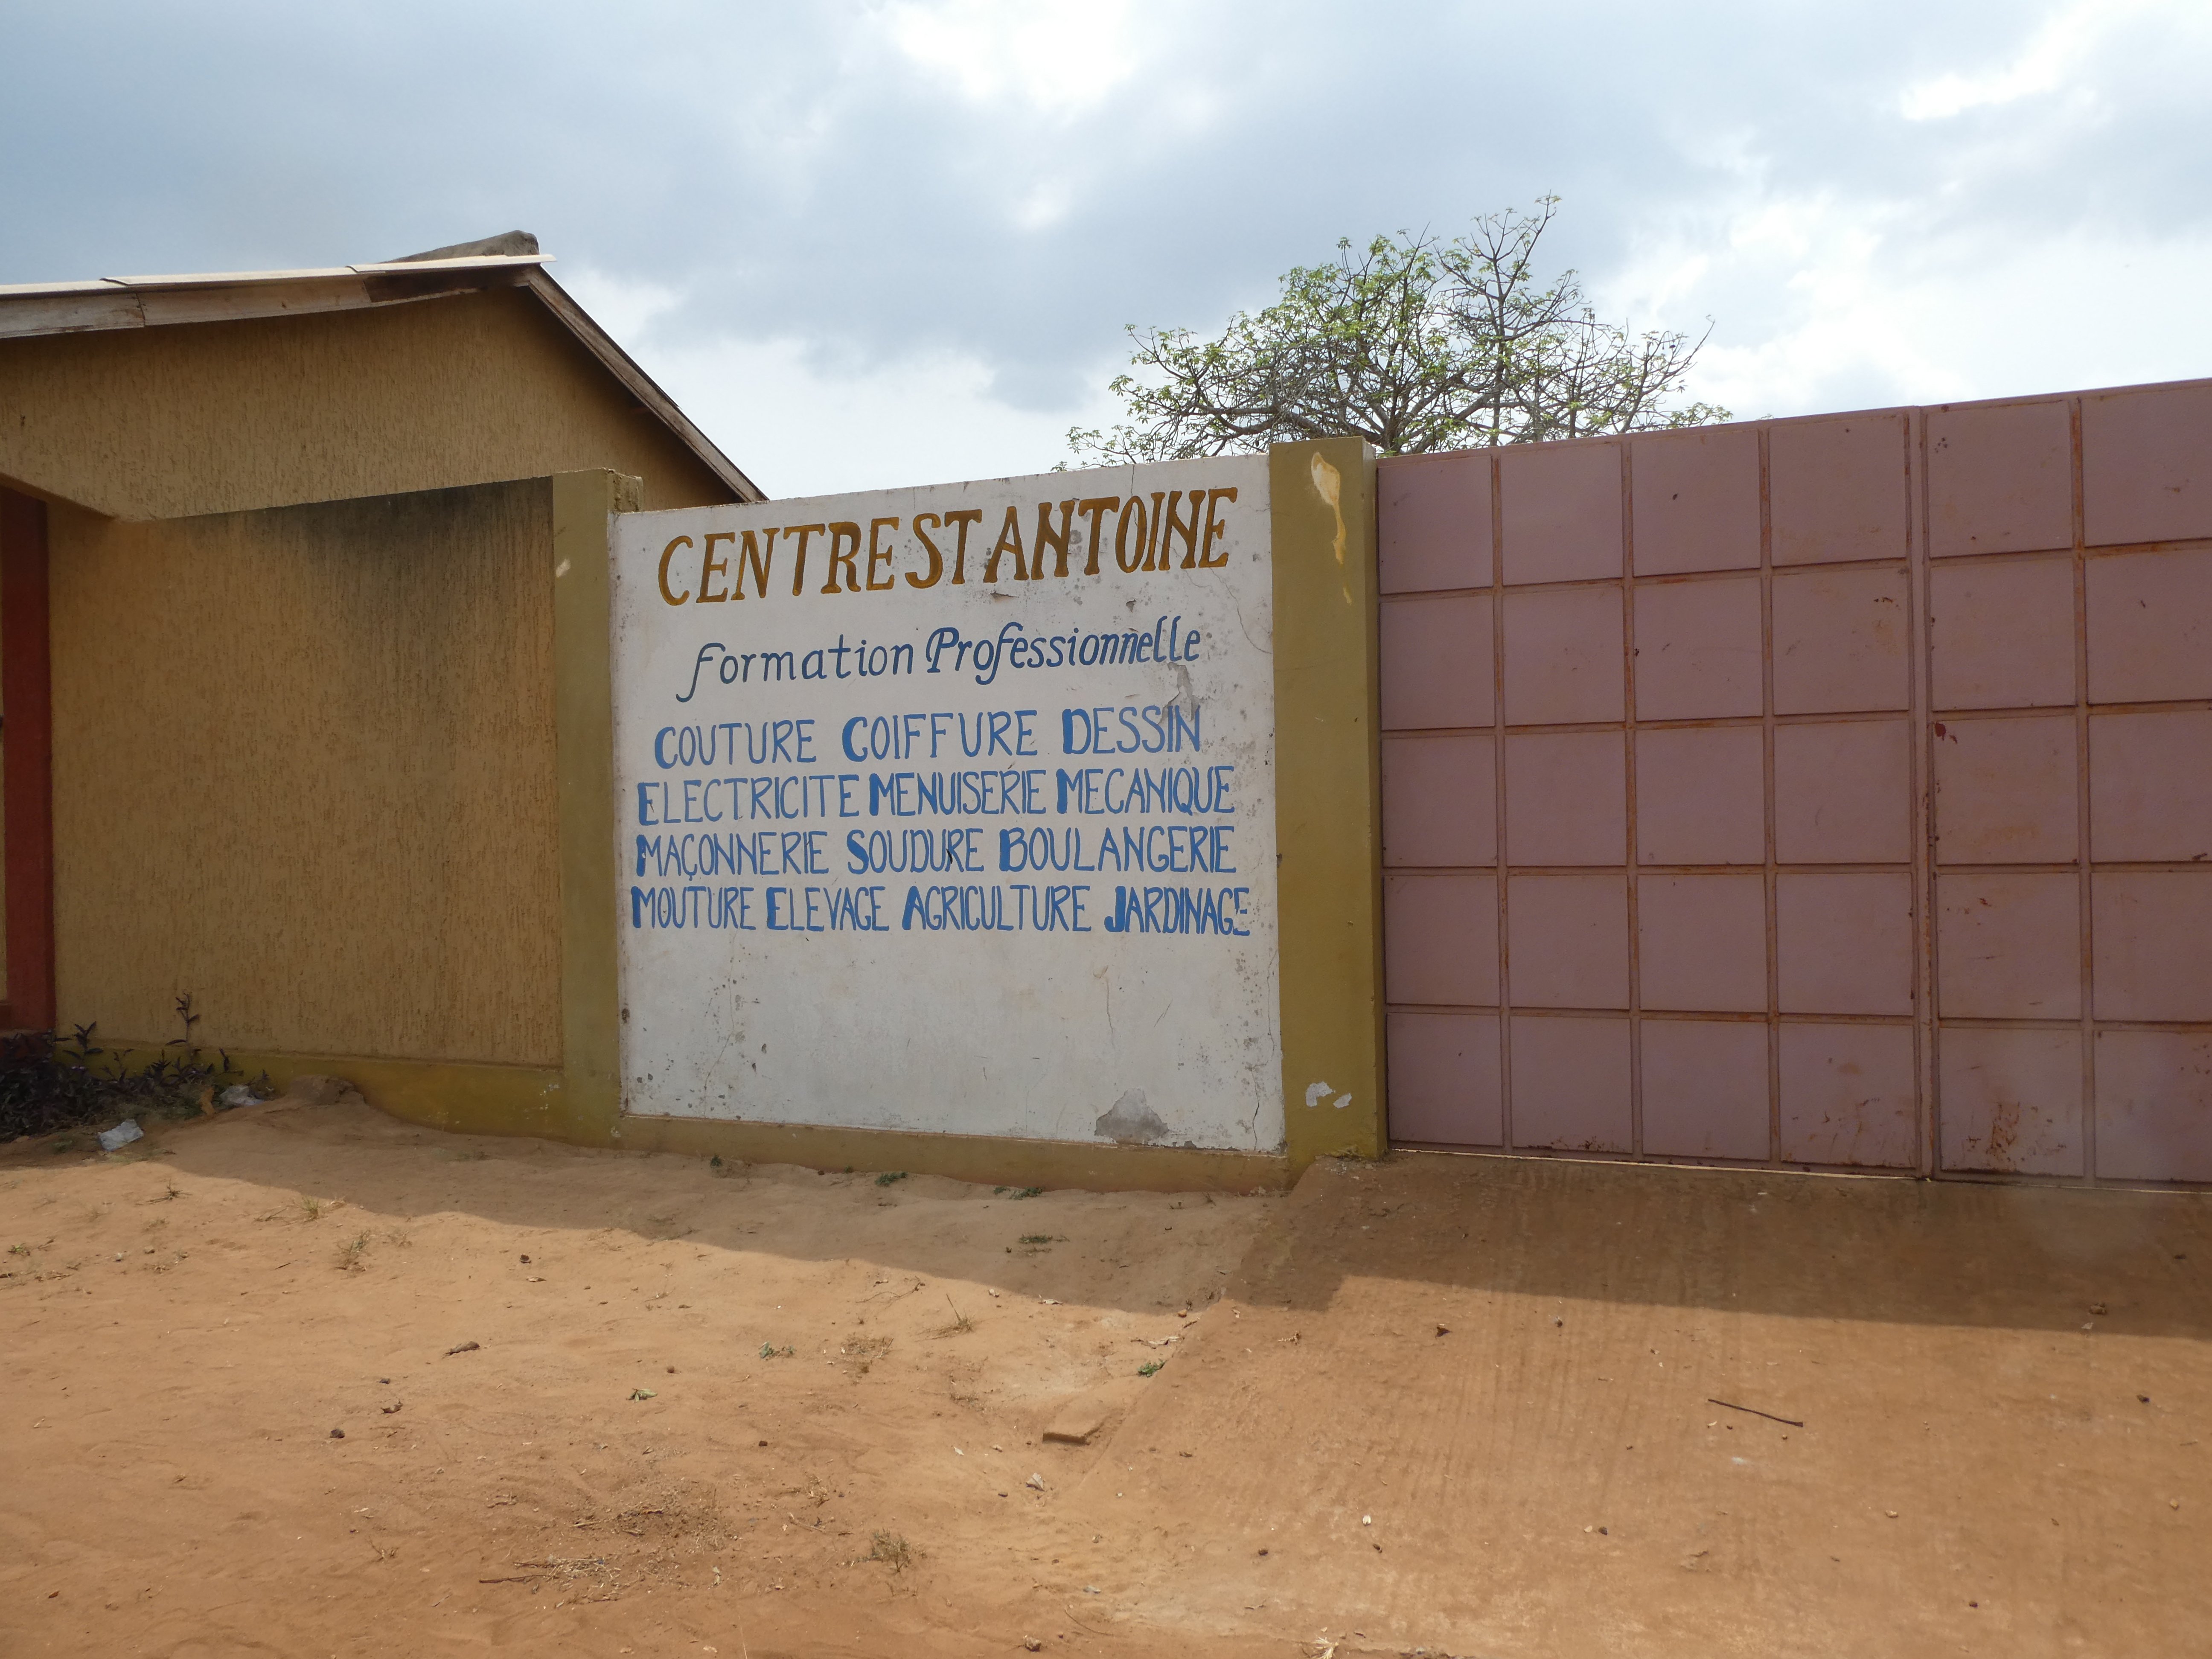 CENTRE ST ANTOINE
formation Professionnelle
COUTURE COIFFURE DESSIN
ELECTRICITE MENUISERIE MECANIQUE
MAÇONNERIE SOUDURE BOULANGERIE
MOUTURE ELEVAGE AGRICULTURE JARDINAGE